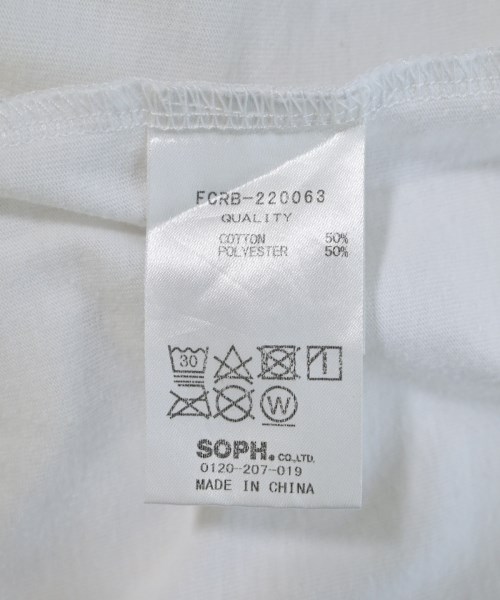 FCRB-220063
QUALITY
COTTON 50%
POLYESTER 50%
30
W
SOPH. CO.,LTD.
0120-207-019
MADE IN CHINA